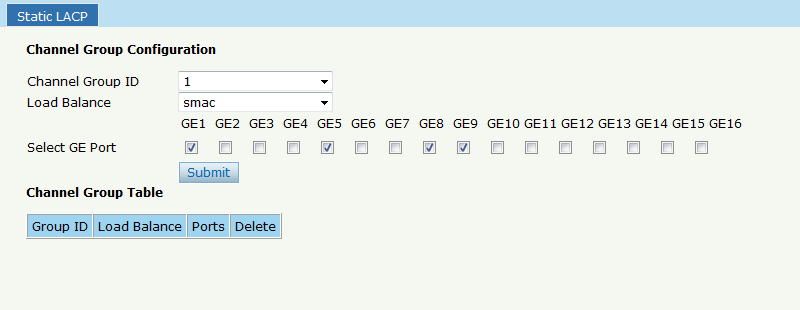 Static LACP
Channel Group Configuration
Channel Group ID 1
Load Balance smac
GE1 GE2 GE3 GE4 GE5 GE6 GE7 GE8 GE9 GE10 GE11 GE12 GE13 GE14 GE15 GE16
Select GE Port
Submit
Channel Group Table
Group ID Load Balance Ports Delete